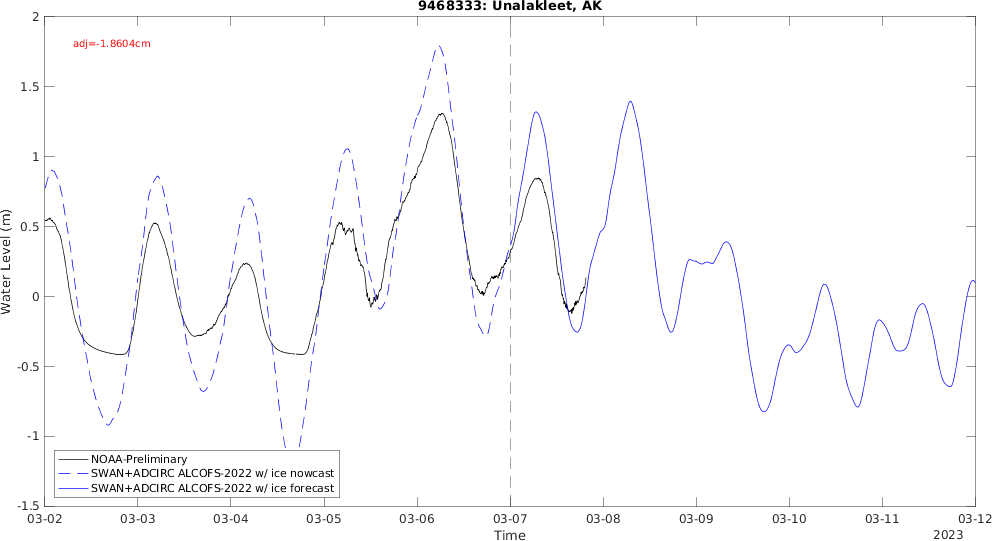 9468333: Unalakleet, AK
adj=-1.8604cm
Water Level (m)
2
1.5
1
0.5
0
-0.5
-1
-1.5
NOAA-Preliminary
SWAN+ADCIRC ALCOFS-2022 w/ ice nowcast
SWAN+ADCIRC ALCOFS-2022 w/ ice forecast
03-02 03-03 03-04 03-05 03-06 03-07 03-08 03-09 03-10 03-11 03-12
Time
2023